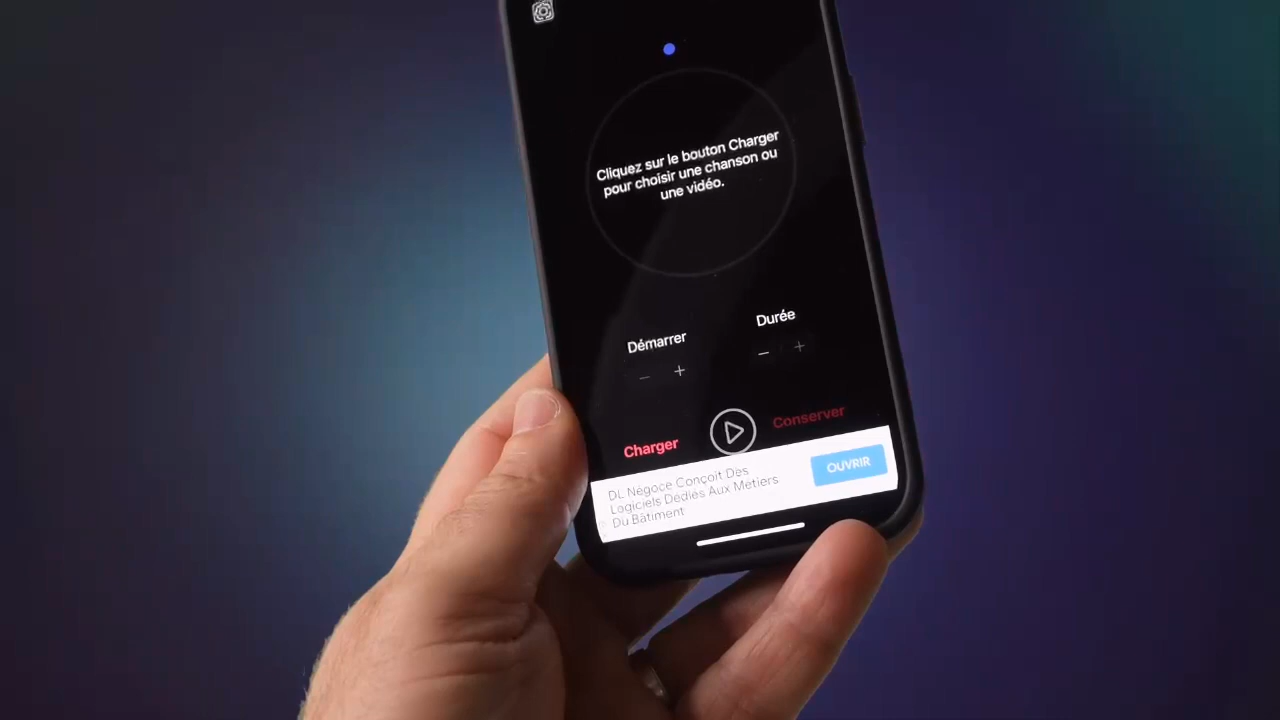 Cliquez sur le bouton Charger
pour choisir une chanson ou
une vidéo.
Démarrer
Durée
− +
− +
Charger
Conserver
DL Négoce Conçoit Des
Logiciels Dédiés Aux Métiers
Du Bâtiment
OUVRIR